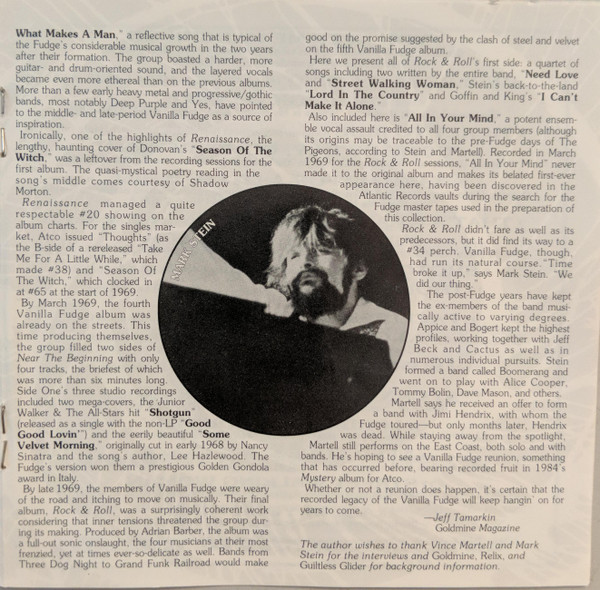 What Makes A Man," a reflective song that is typical of
the Fudge's considerable musical growth in the two years
after their formation. The group boasted a harder, more
guitar- and drum-oriented sound, and the layered vocals
became even more ethereal than on the previous albums.
More than a few early heavy metal and progressive/gothic
bands, most notably Deep Purple and Yes, have pointed
to the middle- and late-period Vanilla Fudge as a source of
inspiration.
Ironically, one of the highlights of Renaissance, the
lengthy, haunting cover of Donovan's "Season Of The
Witch," was a leftover from the recording sessions for the
first album. The quasi-mystical poetry reading in the
song's middle comes courtesy of Shadow
Morton.
Renaissance managed a quite
respectable #20 showing on the
album charts. For the singles mar-
ket, Atco issued "Thoughts" (as
the B-side of a rereleased "Take
Me For A Little While," which
made #38) and "Season Of
The Witch," which clocked in
at #65 at the start of 1969.
By March 1969, the fourth
Vanilla Fudge album was
already on the streets. This
time producing themselves,
the group filled two sides of
Near The Beginning with only
four tracks, the briefest of which
was more than six minutes long.
Side One's three studio recordings
included two mega-covers, the Junior
Walker & The All-Stars hit "Shotgun"
(released as a single with the non-LP "Good
Good Lovin'") and the eerily beautiful "Some
Velvet Morning," originally cut in early 1968 by Nancy
Sinatra and the song's author, Lee Hazlewood. The
Fudge's version won them a prestigious Golden Gondola
award in Italy.
By late 1969, the members of Vanilla Fudge were weary
of the road and itching to move on musically. Their final
album, Rock & Roll, was a surprisingly coherent work
considering that inner tensions threatened the group dur-
ing its making. Produced by Adrian Barber, the album was
a full-out sonic onslaught, the four musicians at their most
frenzied, yet at times ever-so-delicate as well. Bands from
Three Dog Night to Grand Funk Railroad would make
MARK STEIN
good on the promise suggested by the clash of steel and velvet
on the fifth Vanilla Fudge album.
Here we present all of Rock & Roll's first side: a quartet of
songs including two written by the entire band, "Need Love
and "Street Walking Woman," Stein's back-to-the-land
"Lord In The Country" and Goffin and King's "I Can't
Make It Alone."
Also included here is "All In Your Mind," a potent ensem-
ble vocal assault credited to all four group members (although
its origins may be traceable to the pre-Fudge days of The
Pigeons, according to Stein and Martell). Recorded in March
1969 for the Rock & Roll sessions, "All In Your Mind" never
made it to the original album and makes its belated first-ever
appearance here, having been discovered in the
Atlantic Records vaults during the search for the
Fudge master tapes used in the preparation of
this collection.
Rock & Roll didn't fare as well as its
predecessors, but it did find its way to a
#34 perch. Vanilla Fudge, though,
had run its natural course. "Time
broke it up," says Mark Stein. "We
did our thing."
The post-Fudge years have kept
the ex-members of the band musi-
cally active to varying degrees.
Appice and Bogert kept the highest
profiles, working together with Jeff
Beck and Cactus as well as in
numerous individual pursuits. Stein
formed a band called Boomerang and
went on to play with Alice Cooper,
Tommy Bolin, Dave Mason, and others.
Martell says he received an offer to form
a band with Jimi Hendrix, with whom the
Fudge toured—but only months later, Hendrix
was dead. While staying away from the spotlight,
Martell still performs on the East Coast, both solo and with
bands. He's hoping to see a Vanilla Fudge reunion, something
that has occurred before, bearing recorded fruit in 1984's
Mystery album for Atco.
Whether or not a reunion does happen, it's certain that the
recorded legacy of the Vanilla Fudge will keep hangin' on for
years to come.
—Jeff Tamarkin
Goldmine Magazine
The author wishes to thank Vince Martell and Mark
Stein for the interviews and Goldmine, Relix, and
Guiltless Glider for background information.